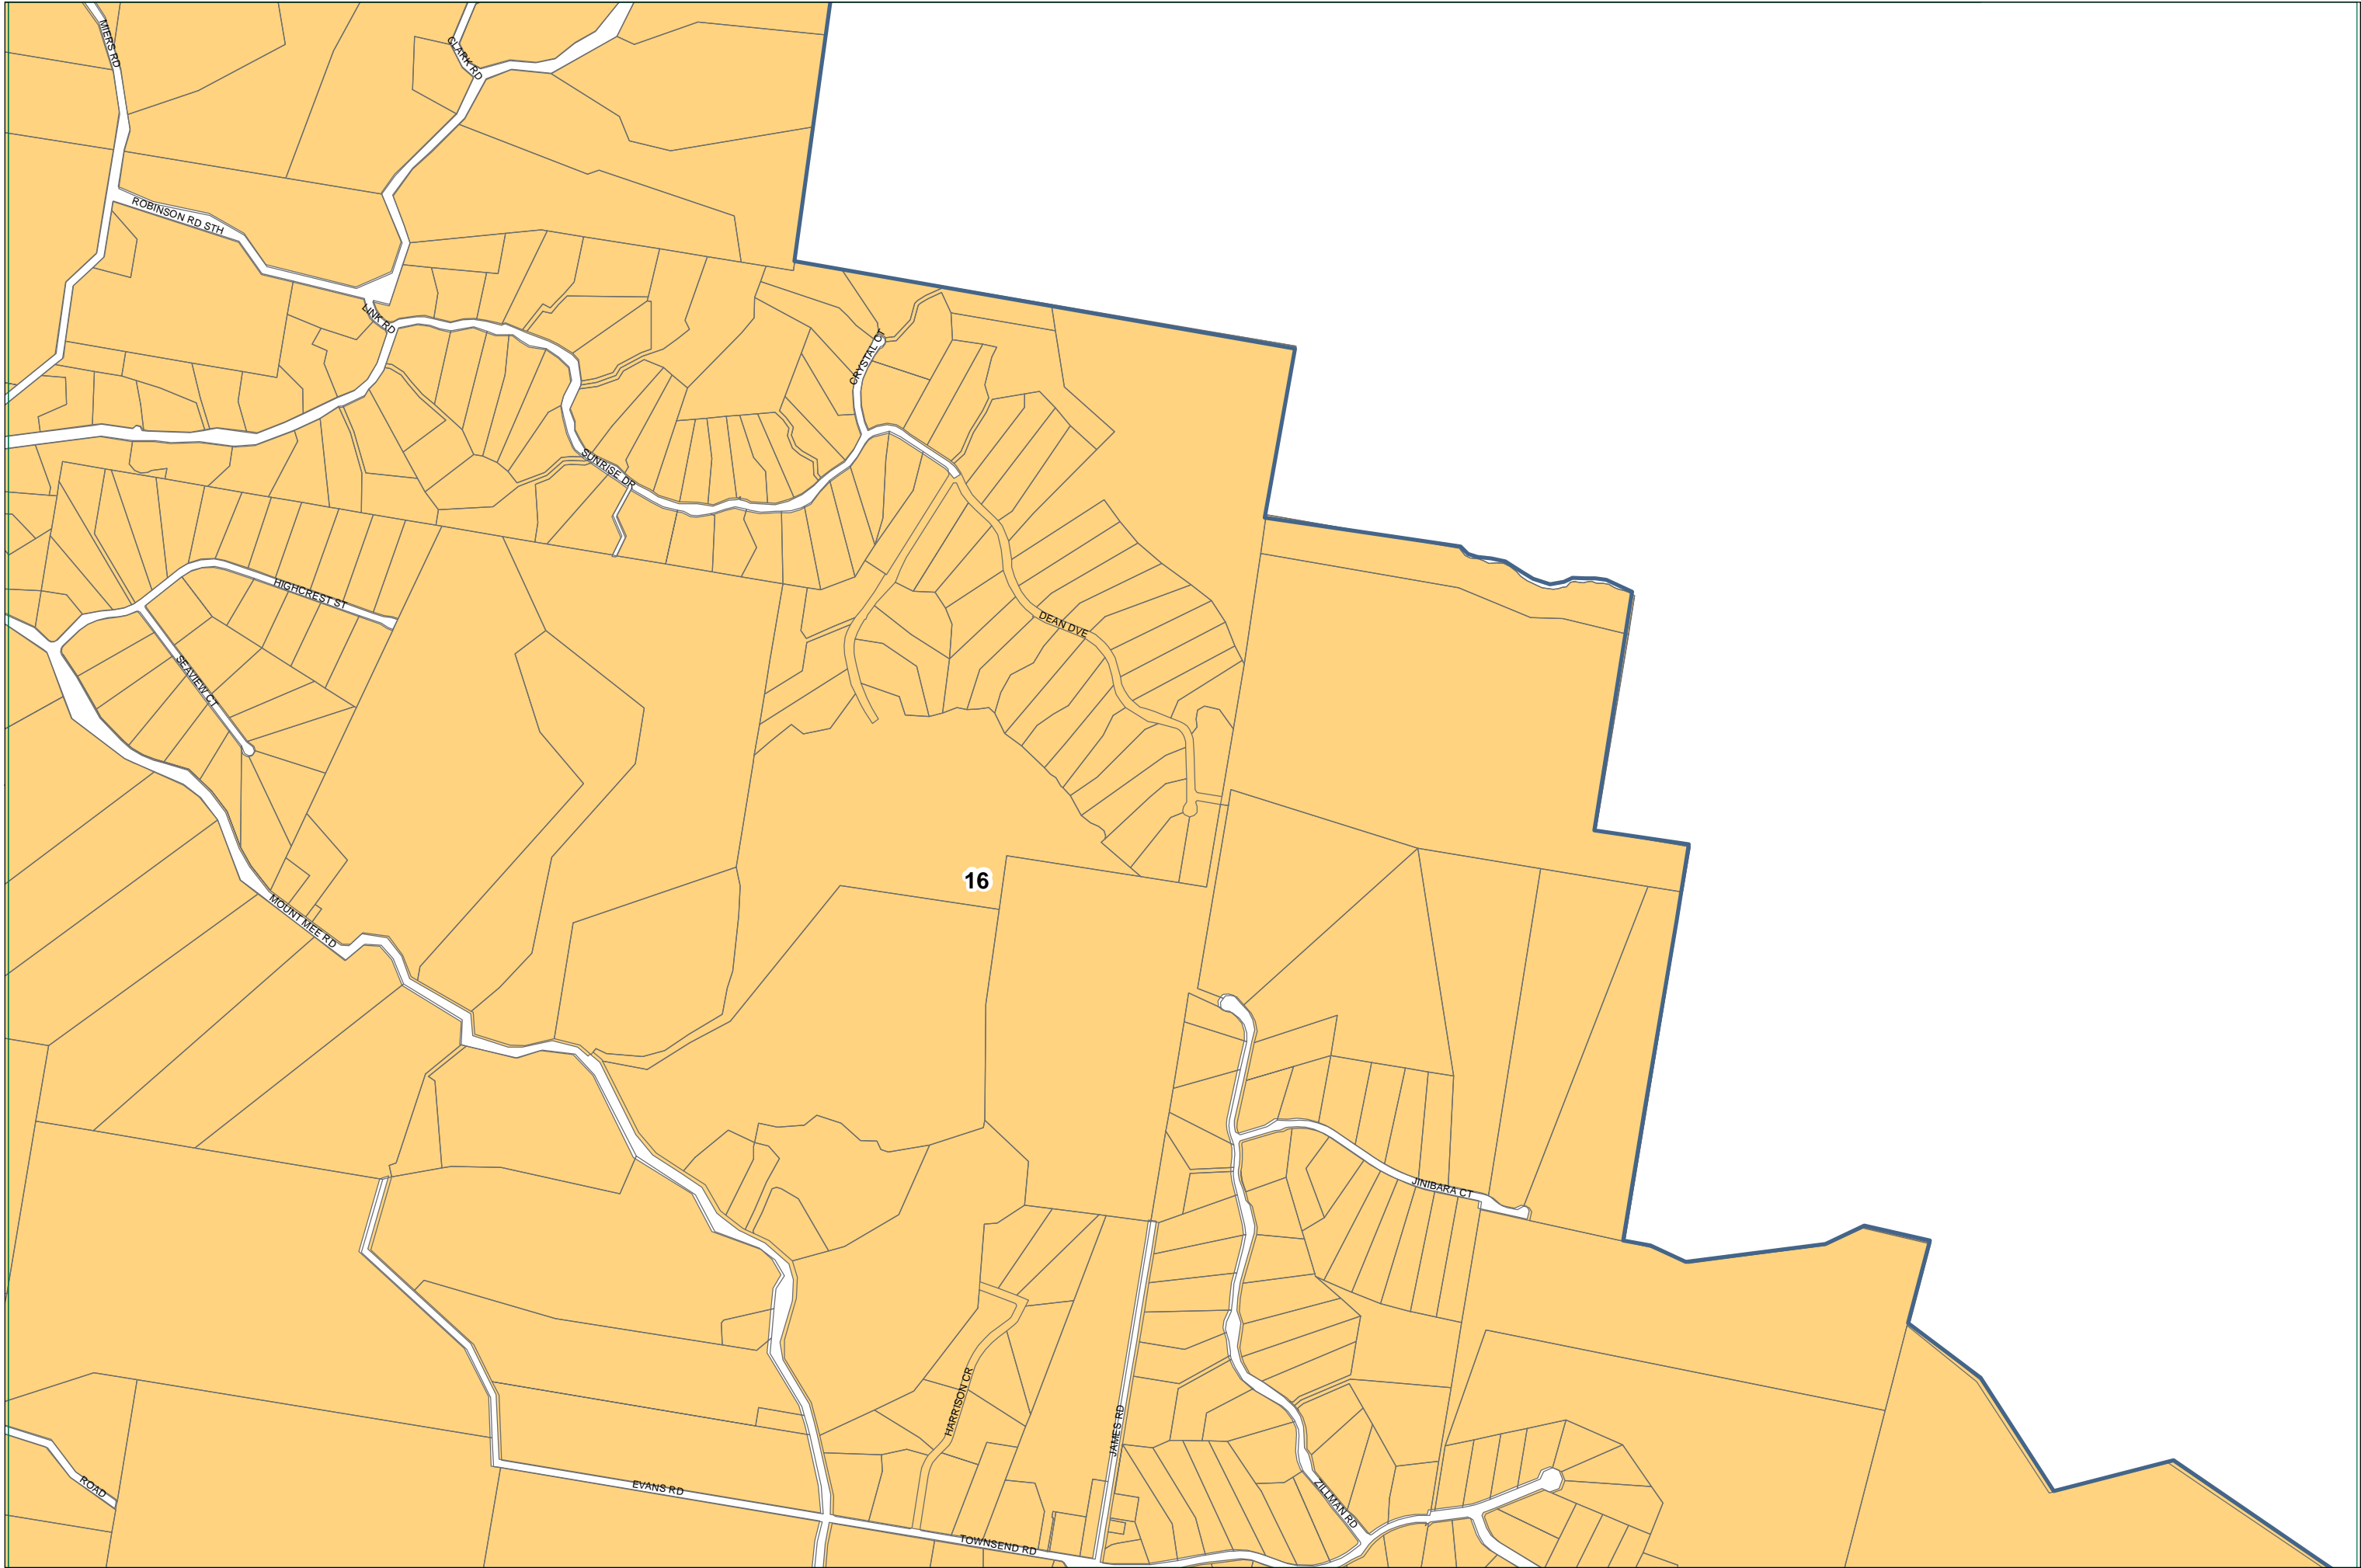 MIERS RD
CLARK RD
ROBINSON RD STH
LINK RD
CRYSTAL CT
SUNRISE DR
HIGHCREST ST
DEAN DVE
SEAVIEW CT
16
MOUNT MEE RD
JINIBARA CT
HARRISON CR
JAMES RD
ROAD
EVANS RD
ZILLMAN RD
TOWNSEND RD